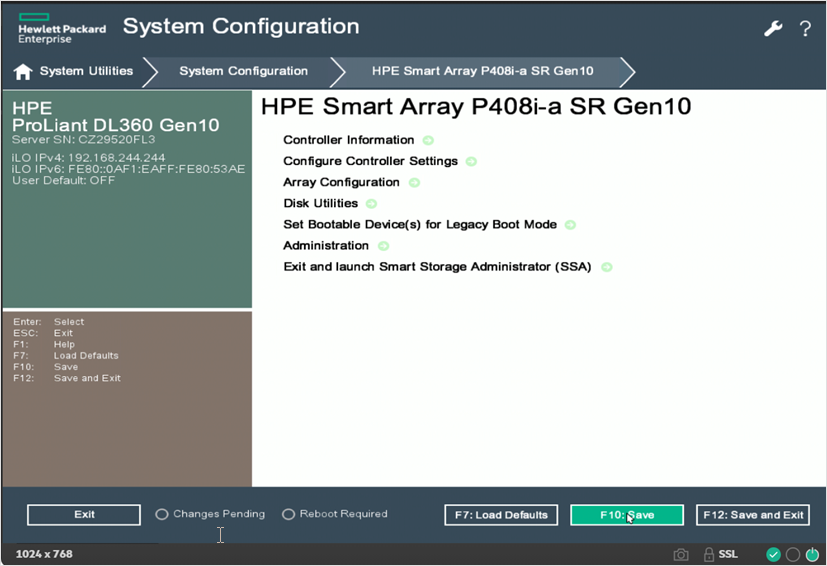 Hewlett Packard
Enterprise
System Configuration
?
System Utilities
System Configuration
HPE Smart Array P408i-a SR Gen10
HPE
ProLiant DL360 Gen10
Server SN: CZ29520FL3
iLO IPv4: 192.168.244.244
iLO IPv6: FE80::0AF1:EAFF:FE80:53AE
User Default: OFF
HPE Smart Array P408i-a SR Gen10
Controller Information
Configure Controller Settings
Array Configuration
Disk Utilities
Set Bootable Device(s) for Legacy Boot Mode
Administration
Exit and launch Smart Storage Administrator (SSA)
Enter: Select
ESC: Exit
F1: Help
F7: Load Defaults
F10: Save
F12: Save and Exit
Exit
Changes Pending
Reboot Required
F7: Load Defaults
F10: Save
F12: Save and Exit
1024 x 768
SSL